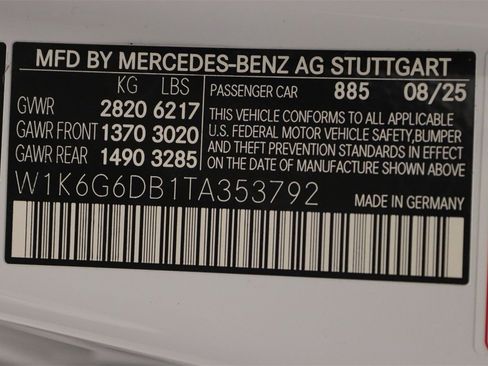 MFD BY MERCEDES-BENZ AG STUTTGART
KG LBS
GVWR 2820 6217
GAWR FRONT 1370 3020
GAWR REAR 1490 3285
PASSENGER CAR 885 08/25
THIS VEHICLE CONFORMS TO ALL APPLICABLE
U.S. FEDERAL MOTOR VEHICLE SAFETY,BUMPER
AND THEFT PREVENTION STANDARDS IN EFFECT
ON THE DATE OF MANUFACTURE SHOWN ABOVE.
W1K6G6DB1TA353792
MADE IN GERMANY